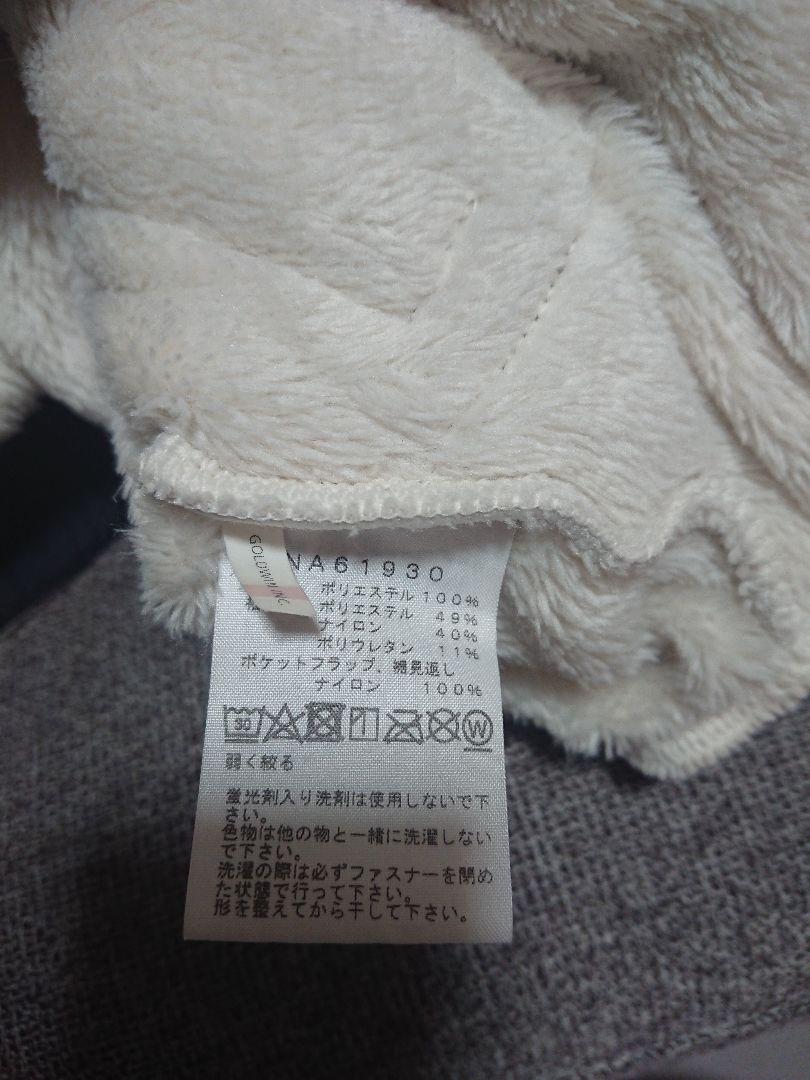 GOLDWIN INC.
NA61930
ポリエステル 100%
ポリエステル 49%
ナイロン 40%
ポリウレタン 11%
ポケットフラップ、細見返し
ナイロン 100%
30 W
弱く絞る
蛍光剤入り洗剤は使用しないで下
さい。
色物は他の物と一緒に洗濯しない
で下さい。
洗濯の際は必ずファスナーを閉め
た状態で行って下さい。
形を整えてから干して下さい。